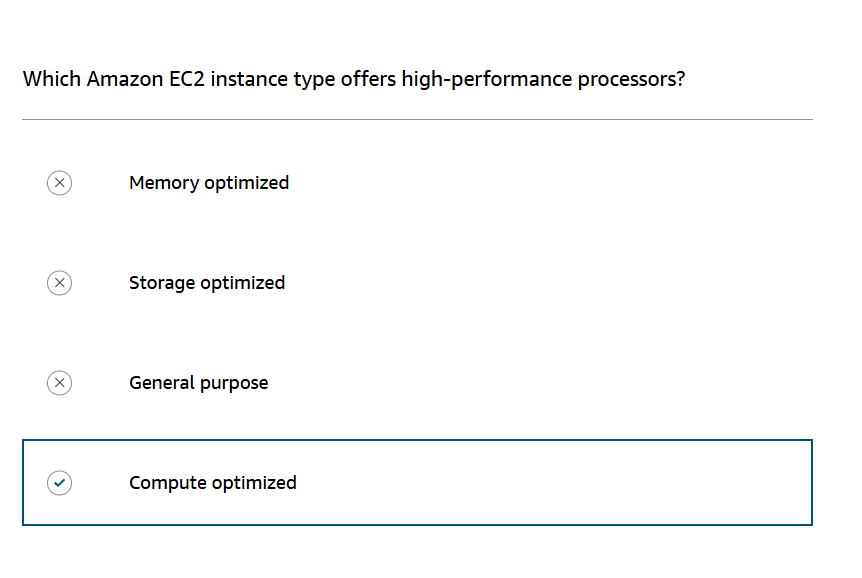 Which Amazon EC2 instance type offers high-performance processors?
Memory optimized
Storage optimized
General purpose
Compute optimized